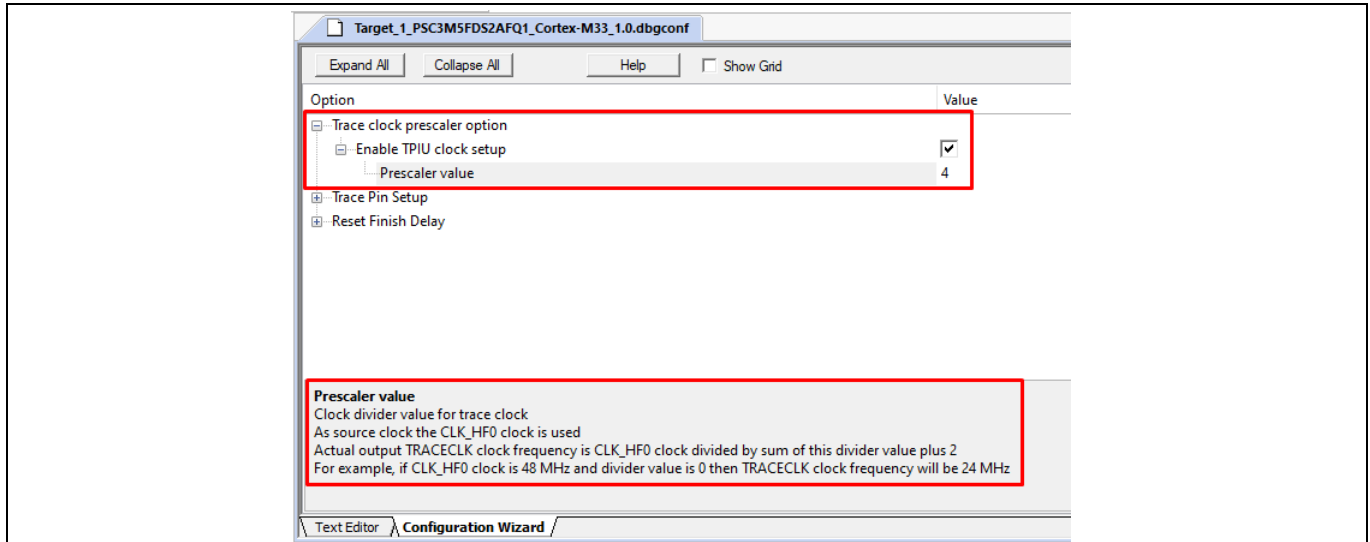 Target_1_PSC3M5FDS2AFQ1_Cortex-M33_1.0.dbgconf
Expand All Collapse All Help Show Grid
Option Value
Trace clock prescaler option
Enable TPIU clock setup
Prescaler value 4
Trace Pin Setup
Reset Finish Delay
Prescaler value
Clock divider value for trace clock
As source clock the CLK_HF0 clock is used
Actual output TRACECLK clock frequency is CLK_HF0 clock divided by sum of this divider value plus 2
For example, if CLK_HF0 clock is 48 MHz and divider value is 0 then TRACECLK clock frequency will be 24 MHz
Text Editor Configuration Wizard